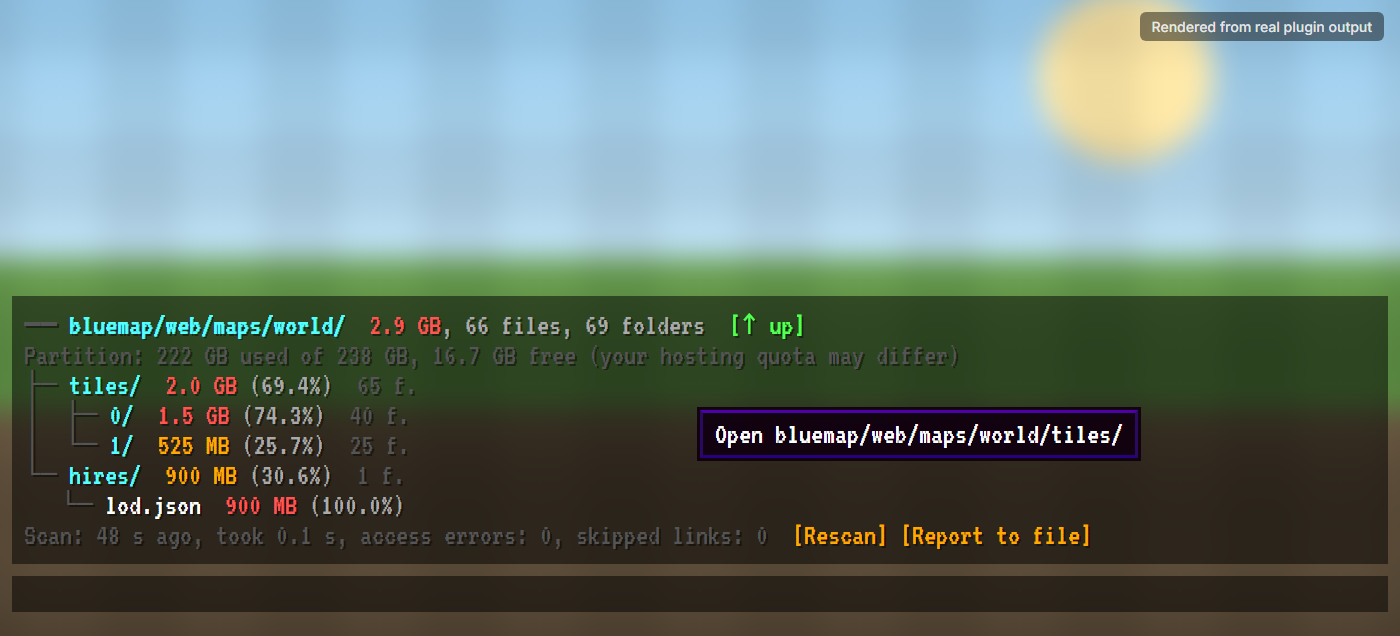 Rendered from real plugin output
bluemap/web/maps/world/  2.9 GB, 66 files, 69 folders  [↑ up]
Partition: 222 GB used of 238 GB, 16.7 GB free (your hosting quota may differ)
tiles/  2.0 GB (69.4%)  65 f.
0/  1.5 GB (74.3%)  40 f.
Open bluemap/web/maps/world/tiles/
1/  525 MB (25.7%)  25 f.
hires/  900 MB (30.6%)  1 f.
lod.json  900 MB (100.0%)
Scan: 48 s ago, took 0.1 s, access errors: 0, skipped links: 0  [Rescan] [Report to file]